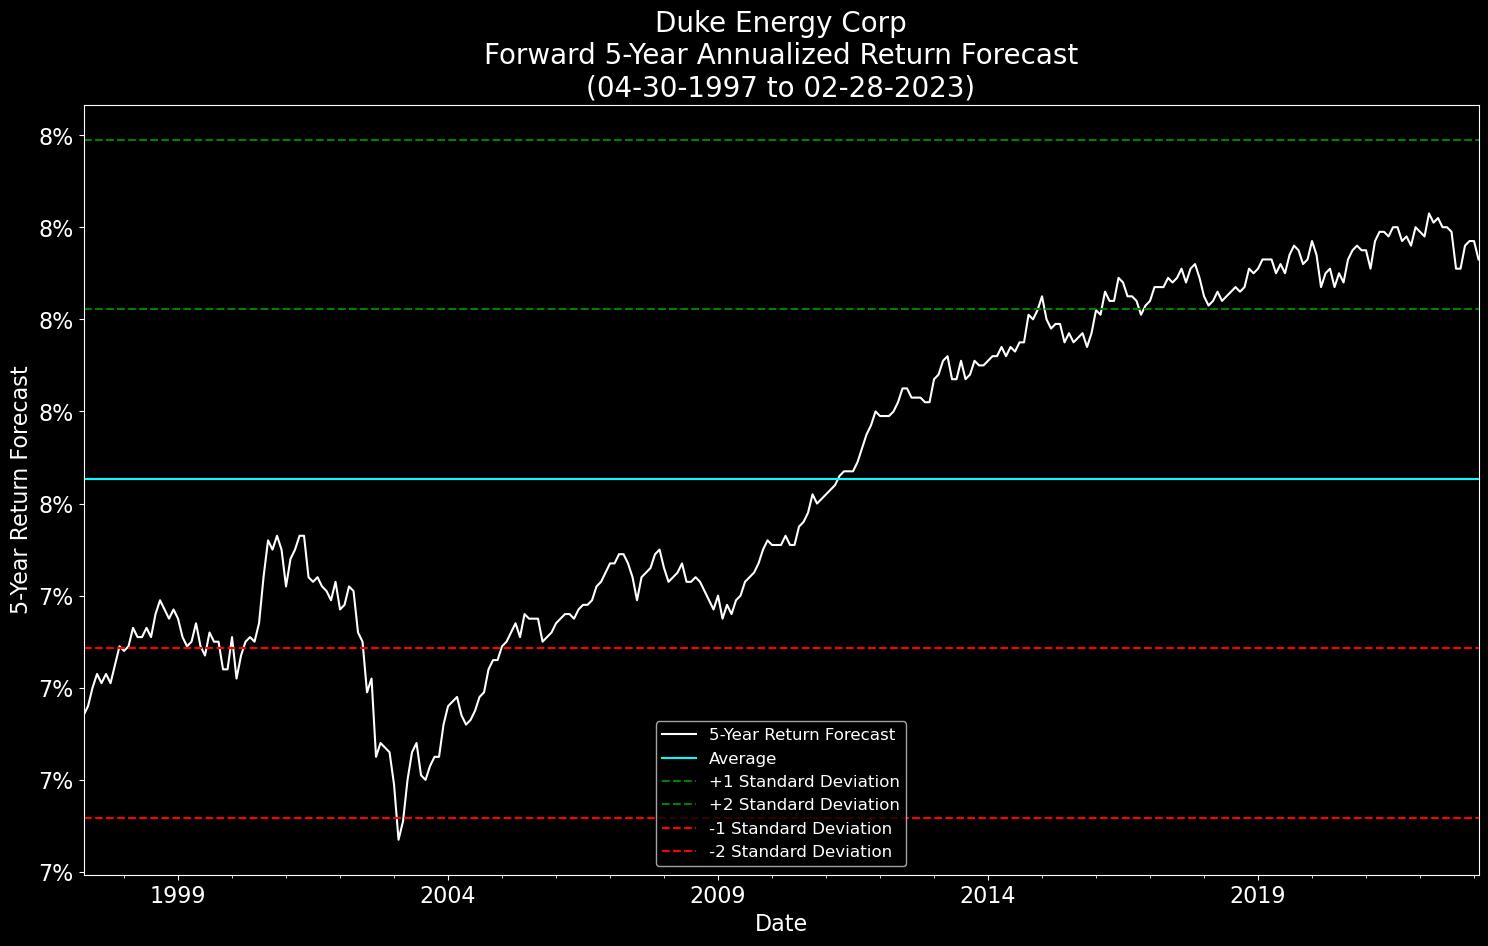 Duke Energy Corp
Forward 5-Year Annualized Return Forecast
(04-30-1997 to 02-28-2023)
8%
8%
8%
8%
8%
7%
7%
7%
7%
5-Year Return Forecast
5-Year Return Forecast
Average
+1 Standard Deviation
+2 Standard Deviation
-1 Standard Deviation
-2 Standard Deviation
1999 2004 2009 2014 2019
Date